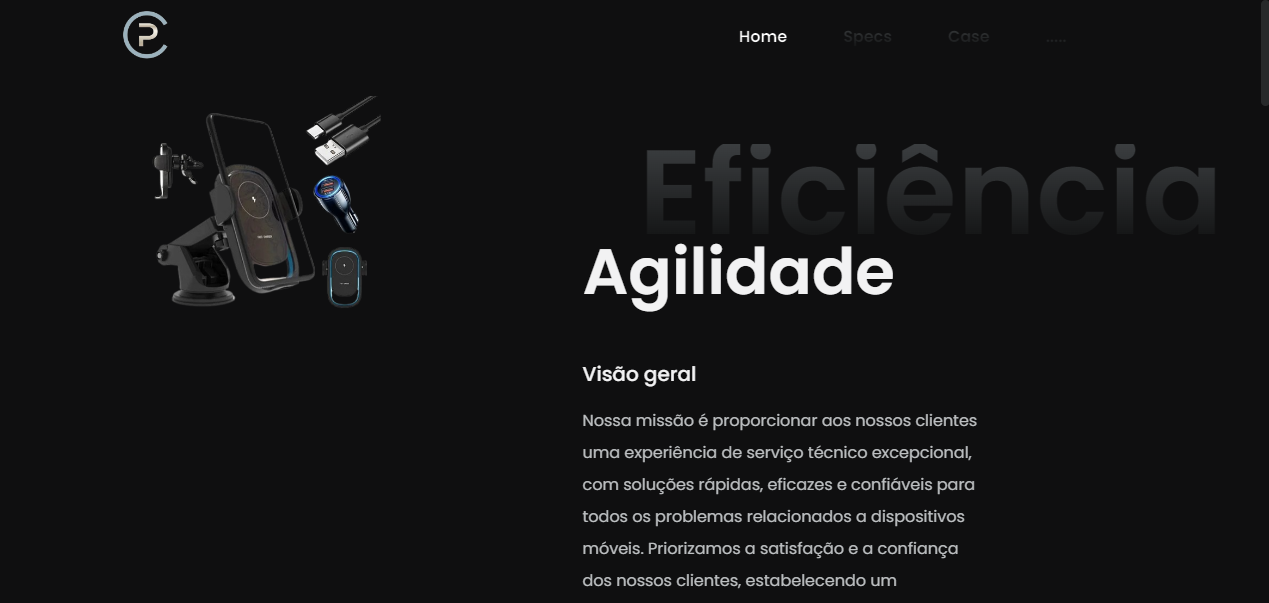 Home
Specs
Case
.....
Eficiência
Agilidade
Visão geral
Nossa missão é proporcionar aos nossos clientes
uma experiência de serviço técnico excepcional,
com soluções rápidas, eficazes e confiáveis para
todos os problemas relacionados a dispositivos
móveis. Priorizamos a satisfação e a confiança
dos nossos clientes, estabelecendo um